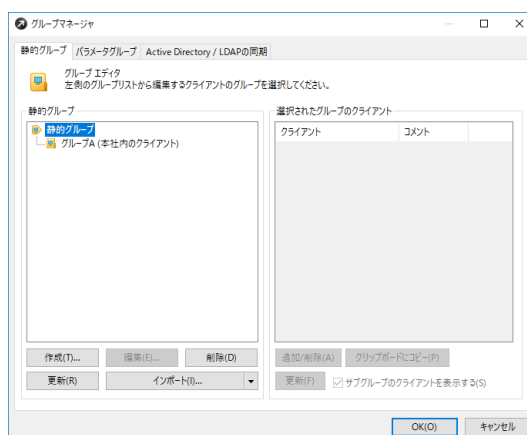 グループマネージャ
静的グループ パラメータグループ Active Directory / LDAPの同期
グループ エディタ
左側のグループリストから編集するクライアントのグループを選択してください。
静的グループ
静的グループ
グループA (本社内のクライアント)
選択されたグループのクライアント
クライアント コメント
作成(T)... 編集(E)... 削除(D)
更新(R) インポート(I)...
追加/削除(A) クリップボードにコピー(P)
更新(F) サブグループのクライアントを表示する(S)
OK(O) キャンセル